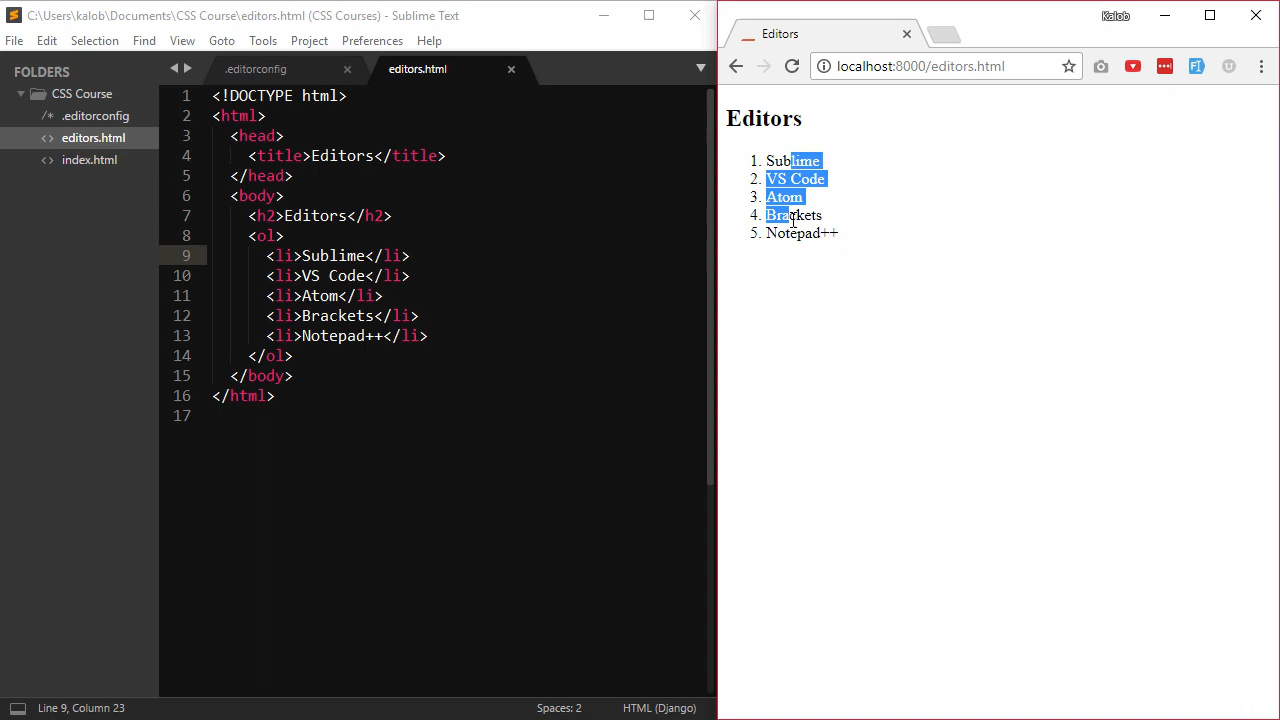 C:\Users\kalob\Documents\CSS Course\editors.html (CSS Courses) - Sublime Text
File Edit Selection Find View Goto Tools Project Preferences Help
FOLDERS
CSS Course
/* .editorconfig
<> editors.html
<> index.html
.editorconfig
editors.html
1 <!DOCTYPE html>
2 <html>
3 <head>
4 <title>Editors</title>
5 </head>
6 <body>
7 <h2>Editors</h2>
8 <ol>
9 <li>Sublime</li>
10 <li>VS Code</li>
11 <li>Atom</li>
12 <li>Brackets</li>
13 <li>Notepad++</li>
14 </ol>
15 </body>
16 </html>
17
Line 9, Column 23
Spaces: 2
HTML (Django)
Kalob
Editors
localhost:8000/editors.html
Editors
1. Sublime
2. VS Code
3. Atom
4. Brackets
5. Notepad++